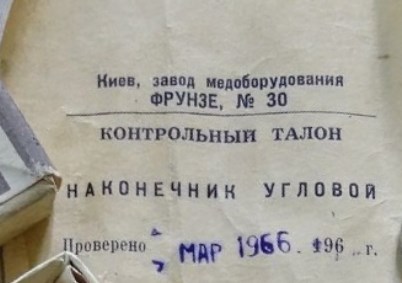 Киев, завод медоборудования
ФРУНЗЕ, № 30
КОНТРОЛЬНЫЙ ТАЛОН
НАКОНЕЧНИК УГЛОВОЙ
Проверено „ „ МАР 1966. 196 г.